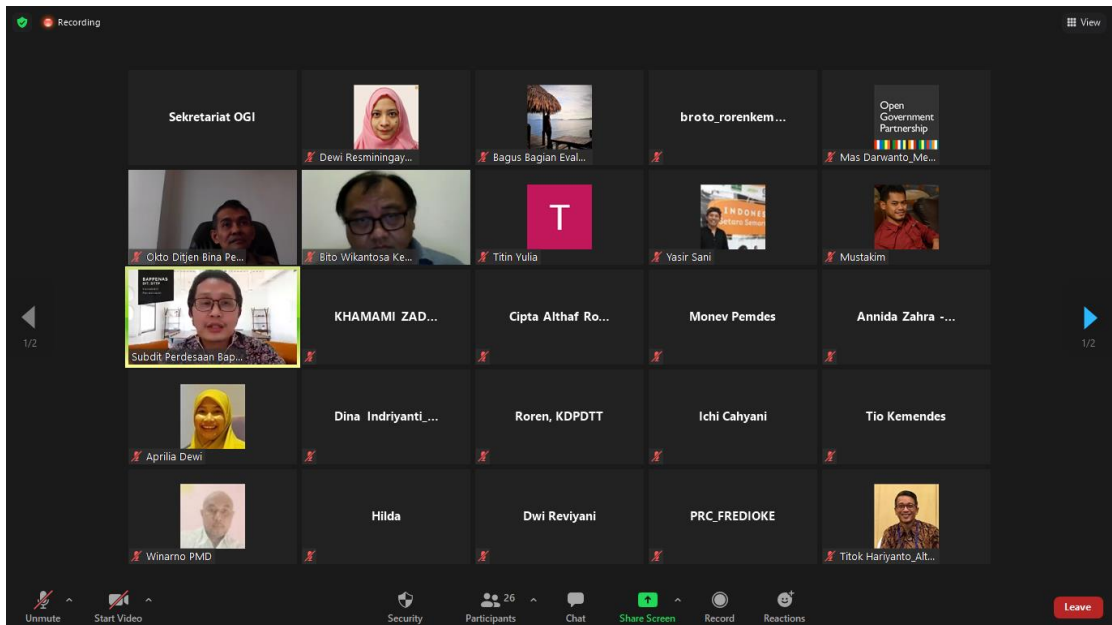 Recording
View
Sekretariat OGI
Dewi Resminingay...
Bagus Bagian Eval...
broto_rorenkem...
Open
Government
Partnership
Mas Darwanto_Me...
Okto Ditjen Bina Pe...
Bito Wikantosa Ke...
T
Titin Yulia
INDONES
Setaro Seman
Yasir Sani
Mustakim
BAPPENAS
Subdit Perdesaan Bap...
KHAMAMI ZAD...
Cipta Althaf Ro...
Monev Pemdes
Annida Zahra -...
1/2
1/2
Aprilia Dewi
Dina Indriyanti_...
Roren, KDPDTT
Ichi Cahyani
Tio Kemendes
Winarno PMD
Hilda
Dwi Reviyani
PRC_FREDIOKE
Titok Hariyanto_Alt...
Unmute
Start Video
Security
26
Participants
Chat
Share Screen
Record
Reactions
Leave